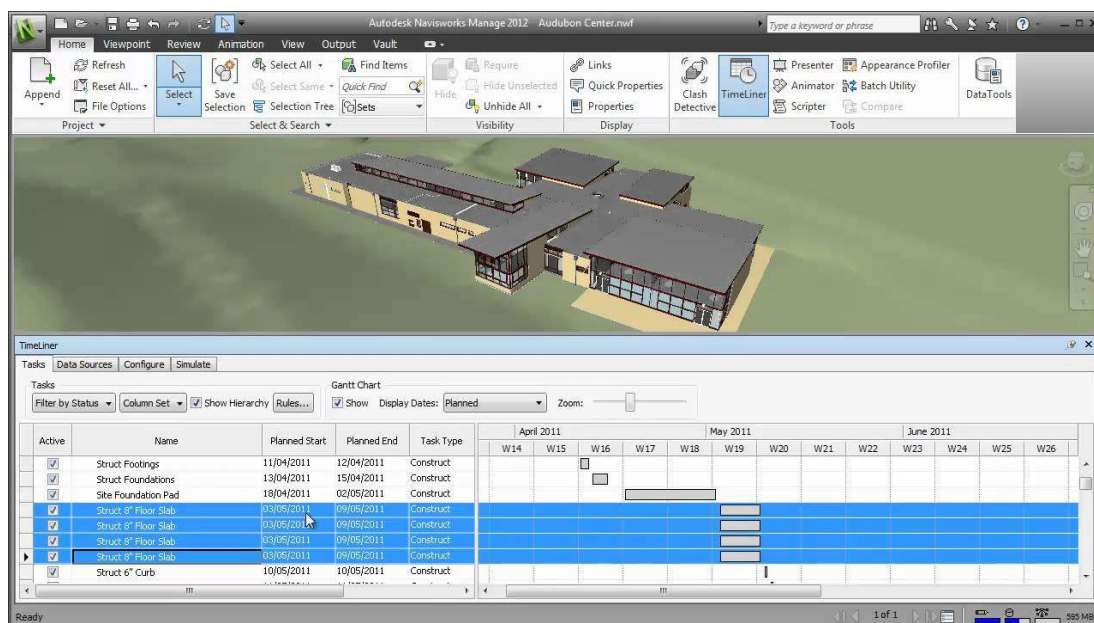 Autodesk Navisworks Manage 2012 Audubon Center.nwf
Type a keyword or phrase
Home Viewpoint Review Animation View Output Vault
Append
Refresh
Reset All...
File Options
Project
Select
Save Selection
Select All
Select Same
Selection Tree
Find Items
Quick Find
Sets
Select & Search
Hide
Require
Hide Unselected
Unhide All
Visibility
Links
Quick Properties
Properties
Display
Clash Detective
TimeLiner
Presenter
Animator
Scripter
Appearance Profiler
Batch Utility
Compare
Tools
DataTools
TimeLiner
Tasks Data Sources Configure Simulate
Tasks
Filter by Status Column Set Show Hierarchy Rules...
Gantt Chart
Show Display Dates: Planned Zoom:
Active Name Planned Start Planned End Task Type
April 2011 May 2011 June 2011
W14 W15 W16 W17 W18 W19 W20 W21 W22 W23 W24 W25 W26
Struct Footings 11/04/2011 12/04/2011 Construct
Struct Foundations 13/04/2011 15/04/2011 Construct
Site Foundation Pad 18/04/2011 02/05/2011 Construct
Struct 8" Floor Slab 03/05/2011 09/05/2011 Construct
Struct 8" Floor Slab 03/05/2011 09/05/2011 Construct
Struct 8" Floor Slab 03/05/2011 09/05/2011 Construct
Struct 8" Floor Slab 03/05/2011 09/05/2011 Construct
Struct 6" Curb 10/05/2011 10/05/2011 Construct
Ready
1 of 1
595 MB